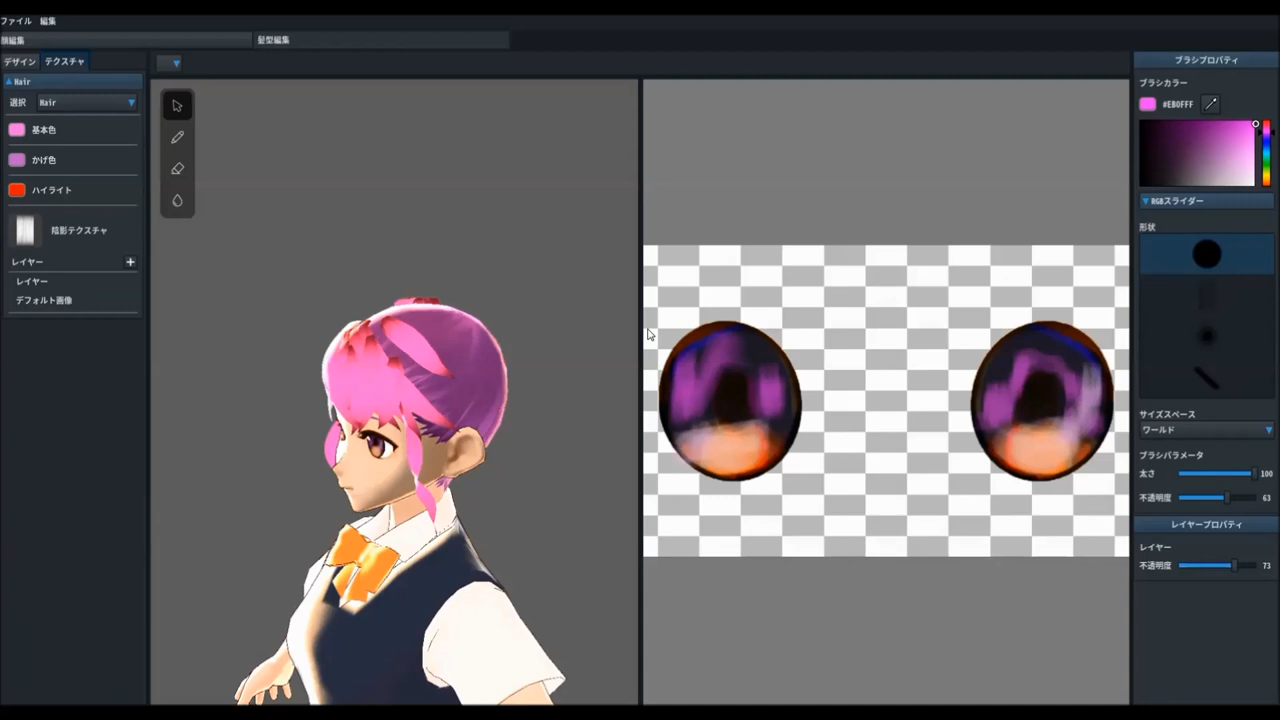 ファイル 編集
顔編集 髪型編集
デザイン テクスチャ
Hair
選択 Hair
基本色
かげ色
ハイライト
陰影テクスチャ
レイヤー +
レイヤー
デフォルト画像
ブラシプロパティ
ブラシカラー
#EB0FFF
RGBスライダー
形状
サイズスペース
ワールド
ブラシパラメータ
太さ 100
不透明度 63
レイヤープロパティ
レイヤー
不透明度 73